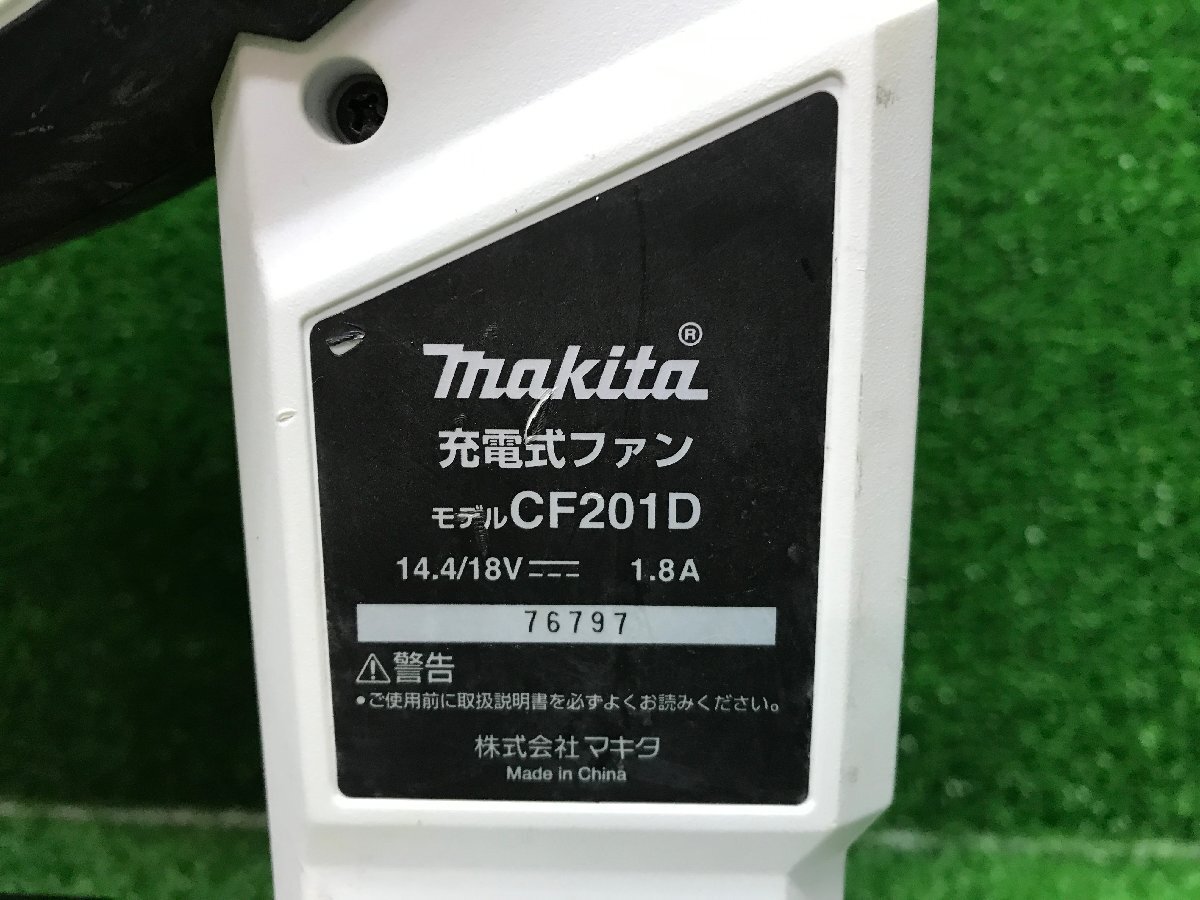 makita®
充電式ファン
モデルCF201D
14.4/18V⎓ 1.8A
76797
⚠警告
●ご使用前に取扱説明書を必ずよくお読みください。
株式会社マキタ
Made in China